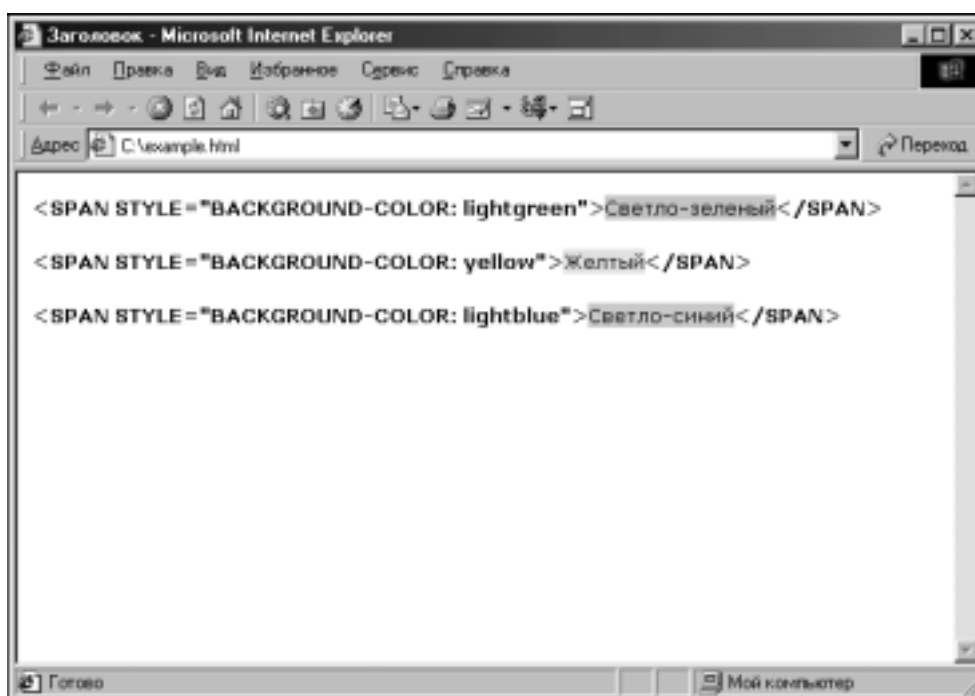 Заголовок - Microsoft Internet Explorer
Файл Правка Вид Избранное Сервис Справка
Адрес C:\example.html Переход
<SPAN STYLE="BACKGROUND-COLOR: lightgreen">Светло-зеленый</SPAN>
<SPAN STYLE="BACKGROUND-COLOR: yellow">Желтый</SPAN>
<SPAN STYLE="BACKGROUND-COLOR: lightblue">Светло-синий</SPAN>
Готово Мой компьютер